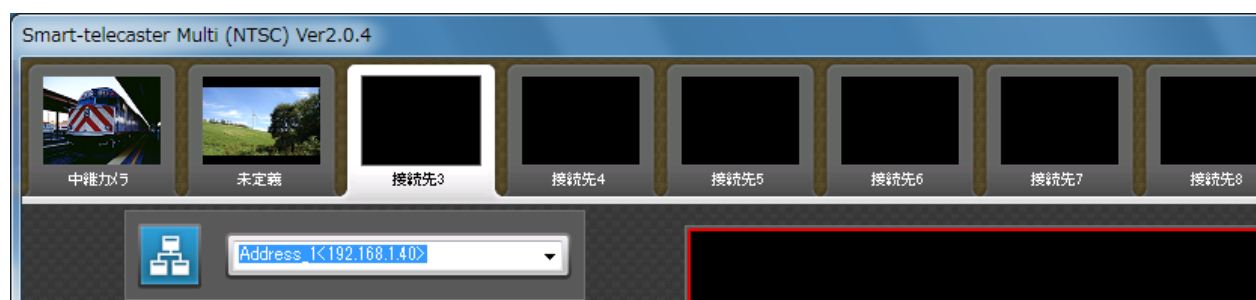 Smart-telecaster Multi (NTSC) Ver2.0.4
中継カメラ
未定義
接続先3
接続先4
接続先5
接続先6
接続先7
接続先8
Address_1<192.168.1.40>